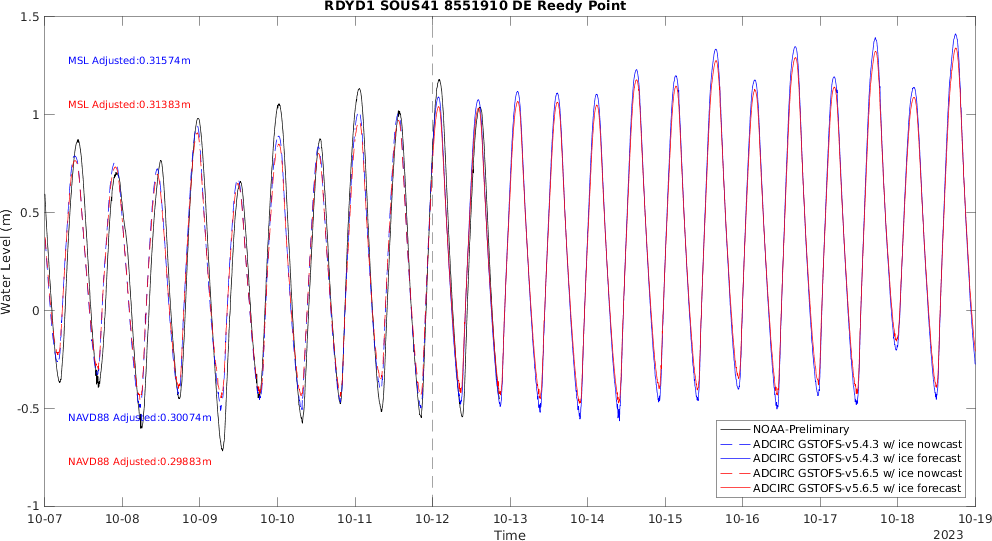 RDYD1 SOUS41 8551910 DE Reedy Point
1.5
1
0.5
0
-0.5
-1
Water Level (m)
MSL Adjusted:0.31574m
MSL Adjusted:0.31383m
NAVD88 Adjusted:0.30074m
NAVD88 Adjusted:0.29883m
NOAA-Preliminary
ADCIRC GSTOFS-v5.4.3 w/ ice nowcast
ADCIRC GSTOFS-v5.4.3 w/ ice forecast
ADCIRC GSTOFS-v5.6.5 w/ ice nowcast
ADCIRC GSTOFS-v5.6.5 w/ ice forecast
10-07 10-08 10-09 10-10 10-11 10-12 10-13 10-14 10-15 10-16 10-17 10-18 10-19
Time
2023